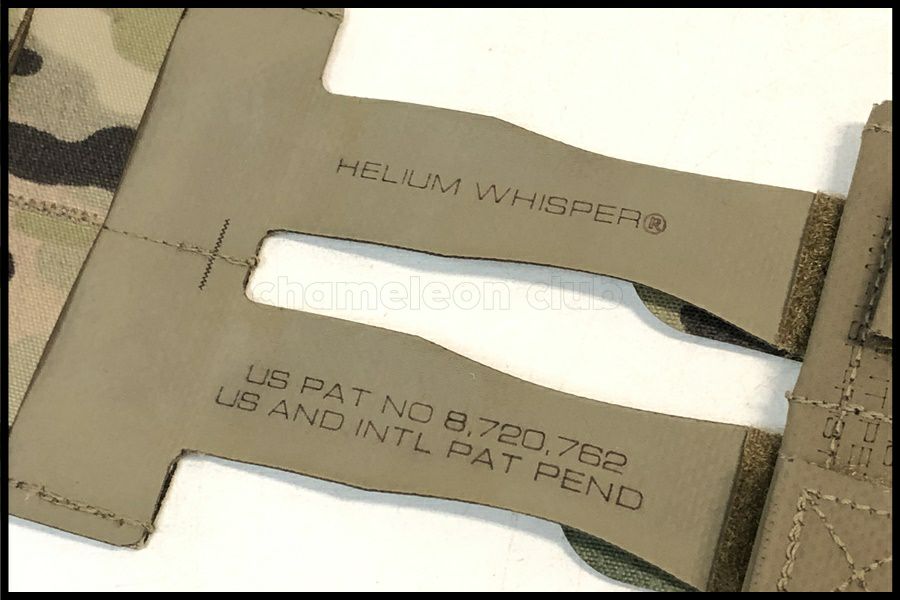 HELIUM WHISPER®
chameleon club
US PAT NO 8,720,762
US AND INTL PAT PEND